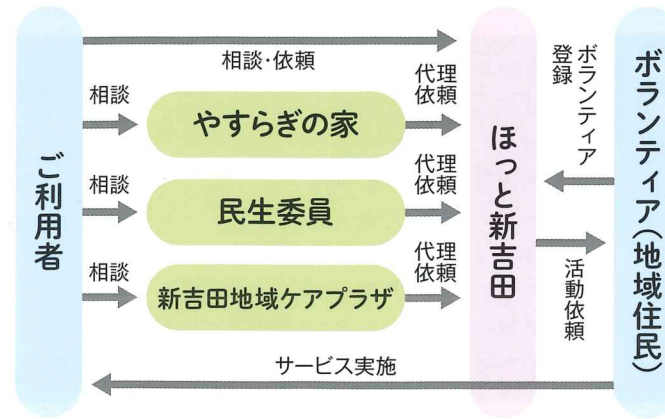 ご利用者
相談・依頼
相談
やすらぎの家
代理
依頼
相談
民生委員
代理
依頼
相談
新吉田地域ケアプラザ
代理
依頼
ほっと新吉田
ボランティア
登録
活動依頼
ボランティア(地域住民)
サービス実施